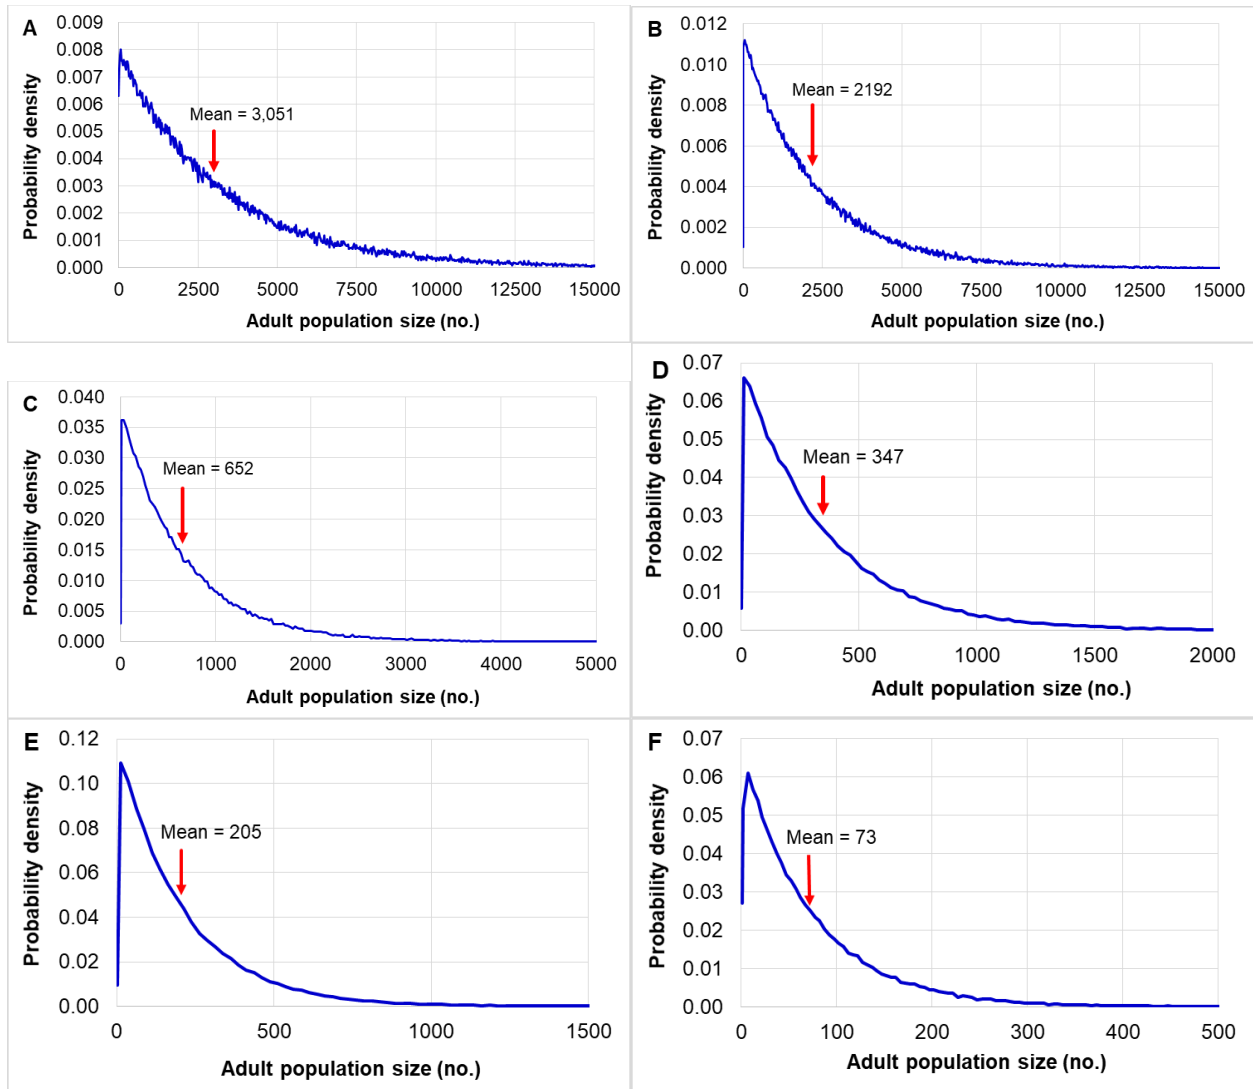 A
Probability density
0.009
0.008
0.007
0.006
0.005
0.004
0.003
0.002
0.001
0.000
Mean = 3,051
0 2500 5000 7500 10000 12500 15000
Adult population size (no.)
B
Probability density
0.012
0.010
0.008
0.006
0.004
0.002
0.000
Mean = 2192
0 2500 5000 7500 10000 12500 15000
Adult population size (no.)
C
Probability density
0.040
0.035
0.030
0.025
0.020
0.015
0.010
0.005
0.000
Mean = 652
0 1000 2000 3000 4000 5000
Adult population size (no.)
D
Probability density
0.07
0.06
0.05
0.04
0.03
0.02
0.01
0.00
Mean = 347
0 500 1000 1500 2000
Adult population size (no.)
E
Probability density
0.12
0.10
0.08
0.06
0.04
0.02
0.00
Mean = 205
0 500 1000 1500
Adult population size (no.)
F
Probability density
0.07
0.06
0.05
0.04
0.03
0.02
0.01
0.00
Mean = 73
0 100 200 300 400 500
Adult population size (no.)